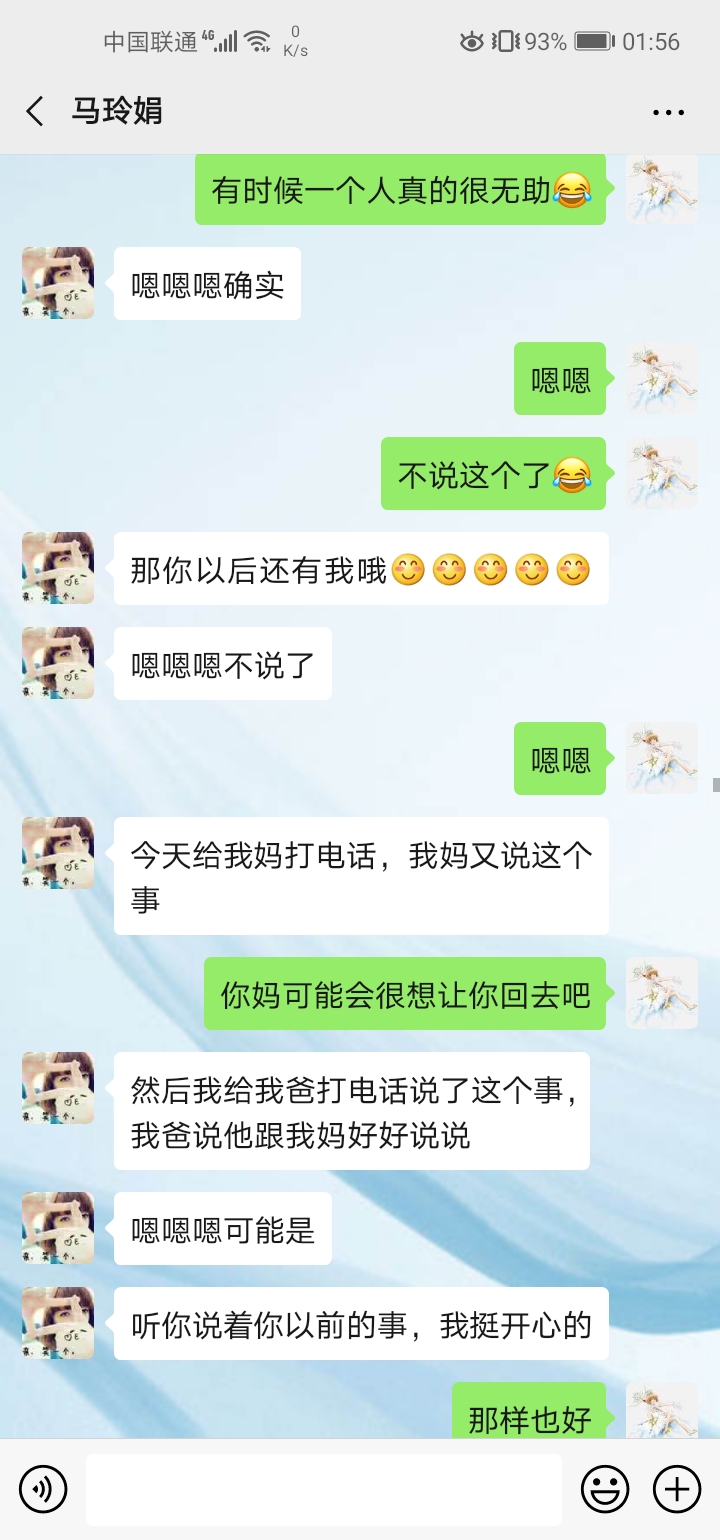 中国联通 4G 0 K/s 93% 01:56
马玲娟
有时候一个人真的很无助😂
嗯嗯嗯确实
嗯嗯
不说这个了😂
那你以后还有我哦😊😊😊😊😊
嗯嗯嗯不说了
嗯嗯
今天给我妈打电话，我妈又说这个
事
你妈可能会很想让你回去吧
然后我给我爸打电话说了这个事，
我爸说他跟我妈好好说说
嗯嗯嗯可能是
听你说着你以前的事，我挺开心的
那样也好